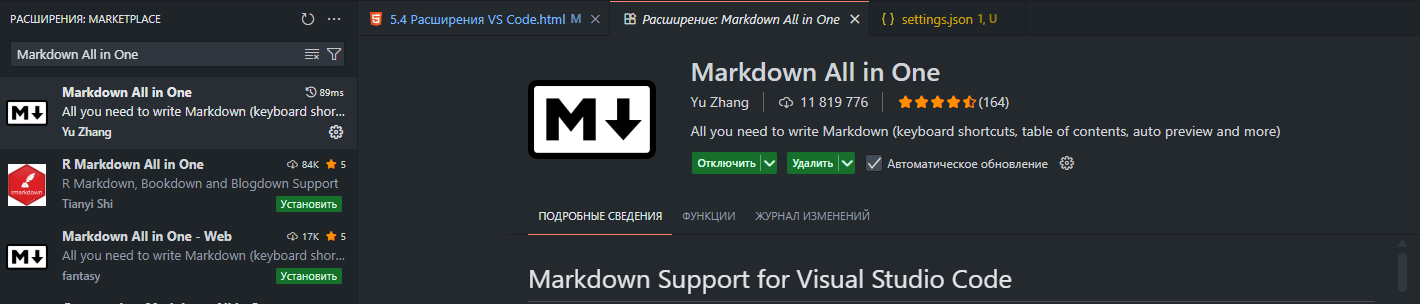 РАСШИРЕНИЯ: MARKETPLACE
Markdown All in One
Markdown All in One 89ms
All you need to write Markdown (keyboard shor...
Yu Zhang
R Markdown All in One 84K 5
R Markdown, Bookdown and Blogdown Support
Tianyi Shi Установить
rmarkdown
Markdown All in One - Web 17K 5
All you need to write Markdown (keyboard shor...
fantasy Установить
5.4 Расширения VS Code.html M
Расширение: Markdown All in One
{ } settings.json 1, U
M
Markdown All in One
Yu Zhang 11 819 776 (164)
All you need to write Markdown (keyboard shortcuts, table of contents, auto preview and more)
Отключить Удалить Автоматическое обновление
ПОДРОБНЫЕ СВЕДЕНИЯ ФУНКЦИИ ЖУРНАЛ ИЗМЕНЕНИЙ
Markdown Support for Visual Studio Code